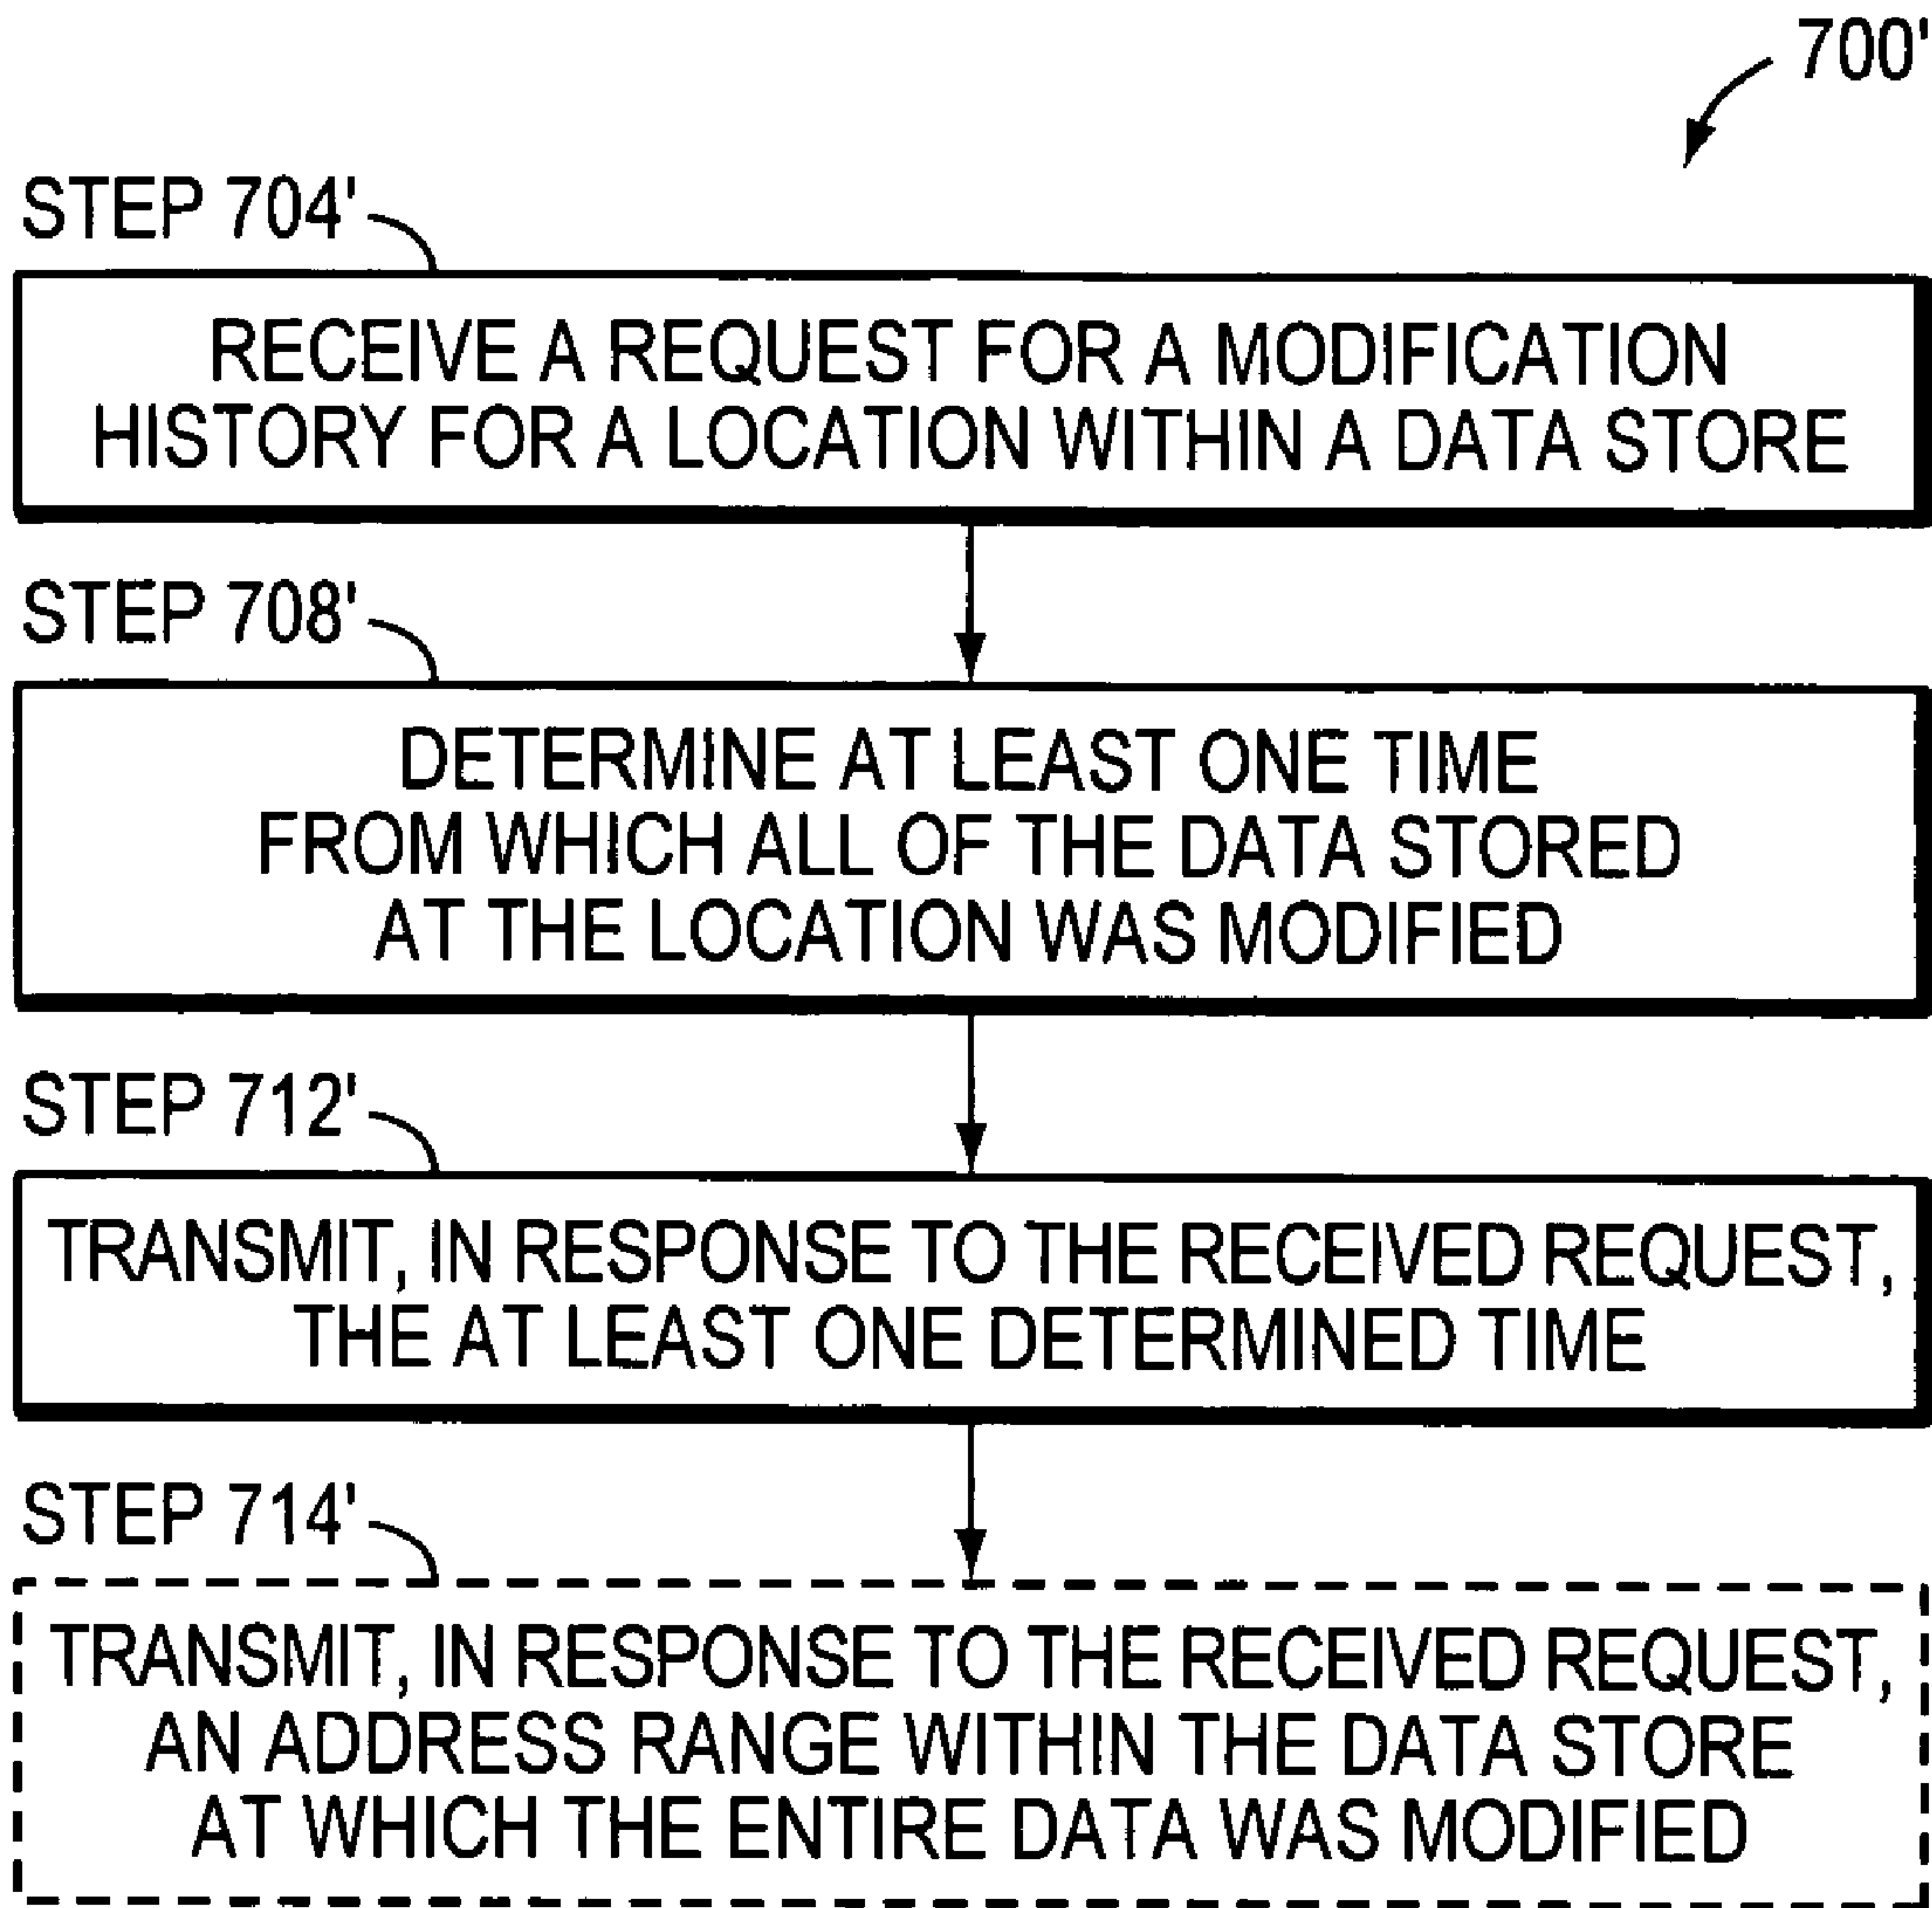 700'
STEP 704'
RECEIVE A REQUEST FOR A MODIFICATION
HISTORY FOR A LOCATION WITHIN A DATA STORE
STEP 708'
DETERMINE AT LEAST ONE TIME
FROM WHICH ALL OF THE DATA STORED
AT THE LOCATION WAS MODIFIED
STEP 712'
TRANSMIT, IN RESPONSE TO THE RECEIVED REQUEST,
THE AT LEAST ONE DETERMINED TIME
STEP 714'
TRANSMIT, IN RESPONSE TO THE RECEIVED REQUEST,
AN ADDRESS RANGE WITHIN THE DATA STORE
AT WHICH THE ENTIRE DATA WAS MODIFIED